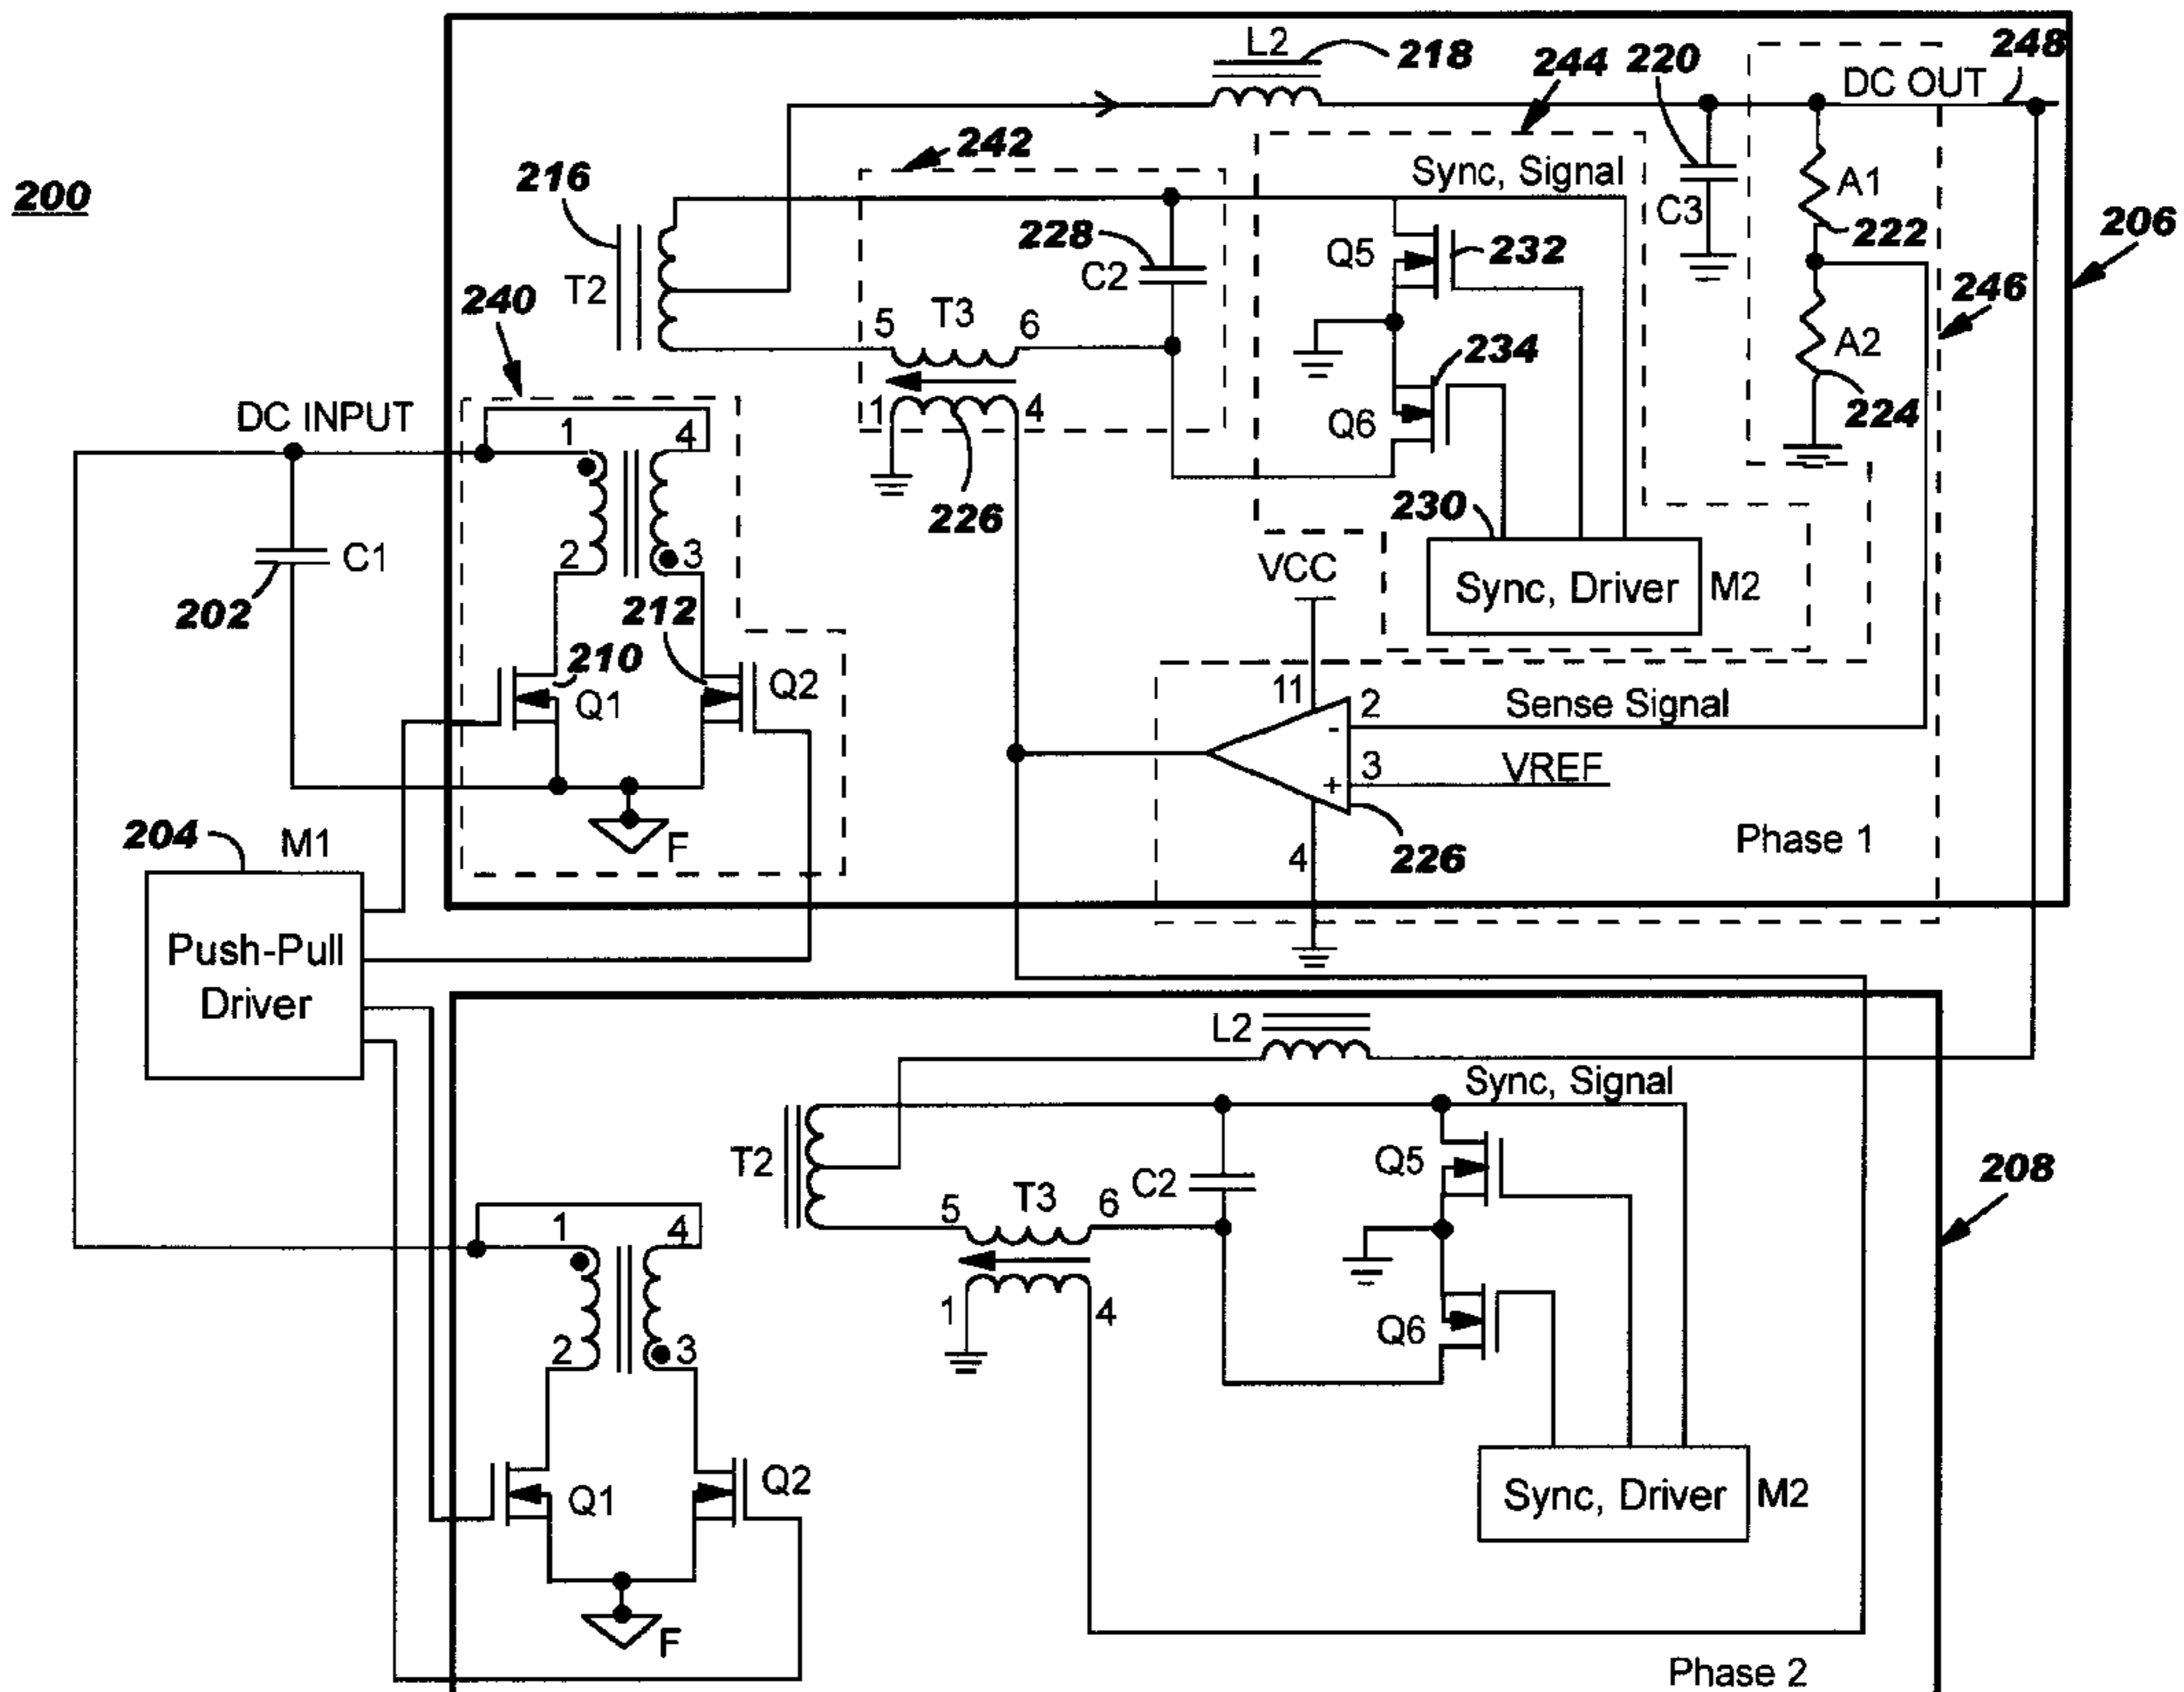 L2
218
244
220
248
DC OUT
242
200
216
Sync, Signal
A1
C3
222
206
228
Q5
232
T2
C2
240
246
5
T3
6
234
A2
DC INPUT
1
4
Q6
224
1
4
226
230
2
3
C1
VCC
Sync, Driver
M2
202
212
210
Q1
Q2
11
2
Sense Signal
-
3
VREF
+
204
M1
F
4
226
Phase 1
Push-Pull
Driver
L2
Sync, Signal
T2
Q5
208
C2
5
T3
6
1
4
1
4
Q6
2
3
Q1
Q2
Sync, Driver
M2
F
Phase 2